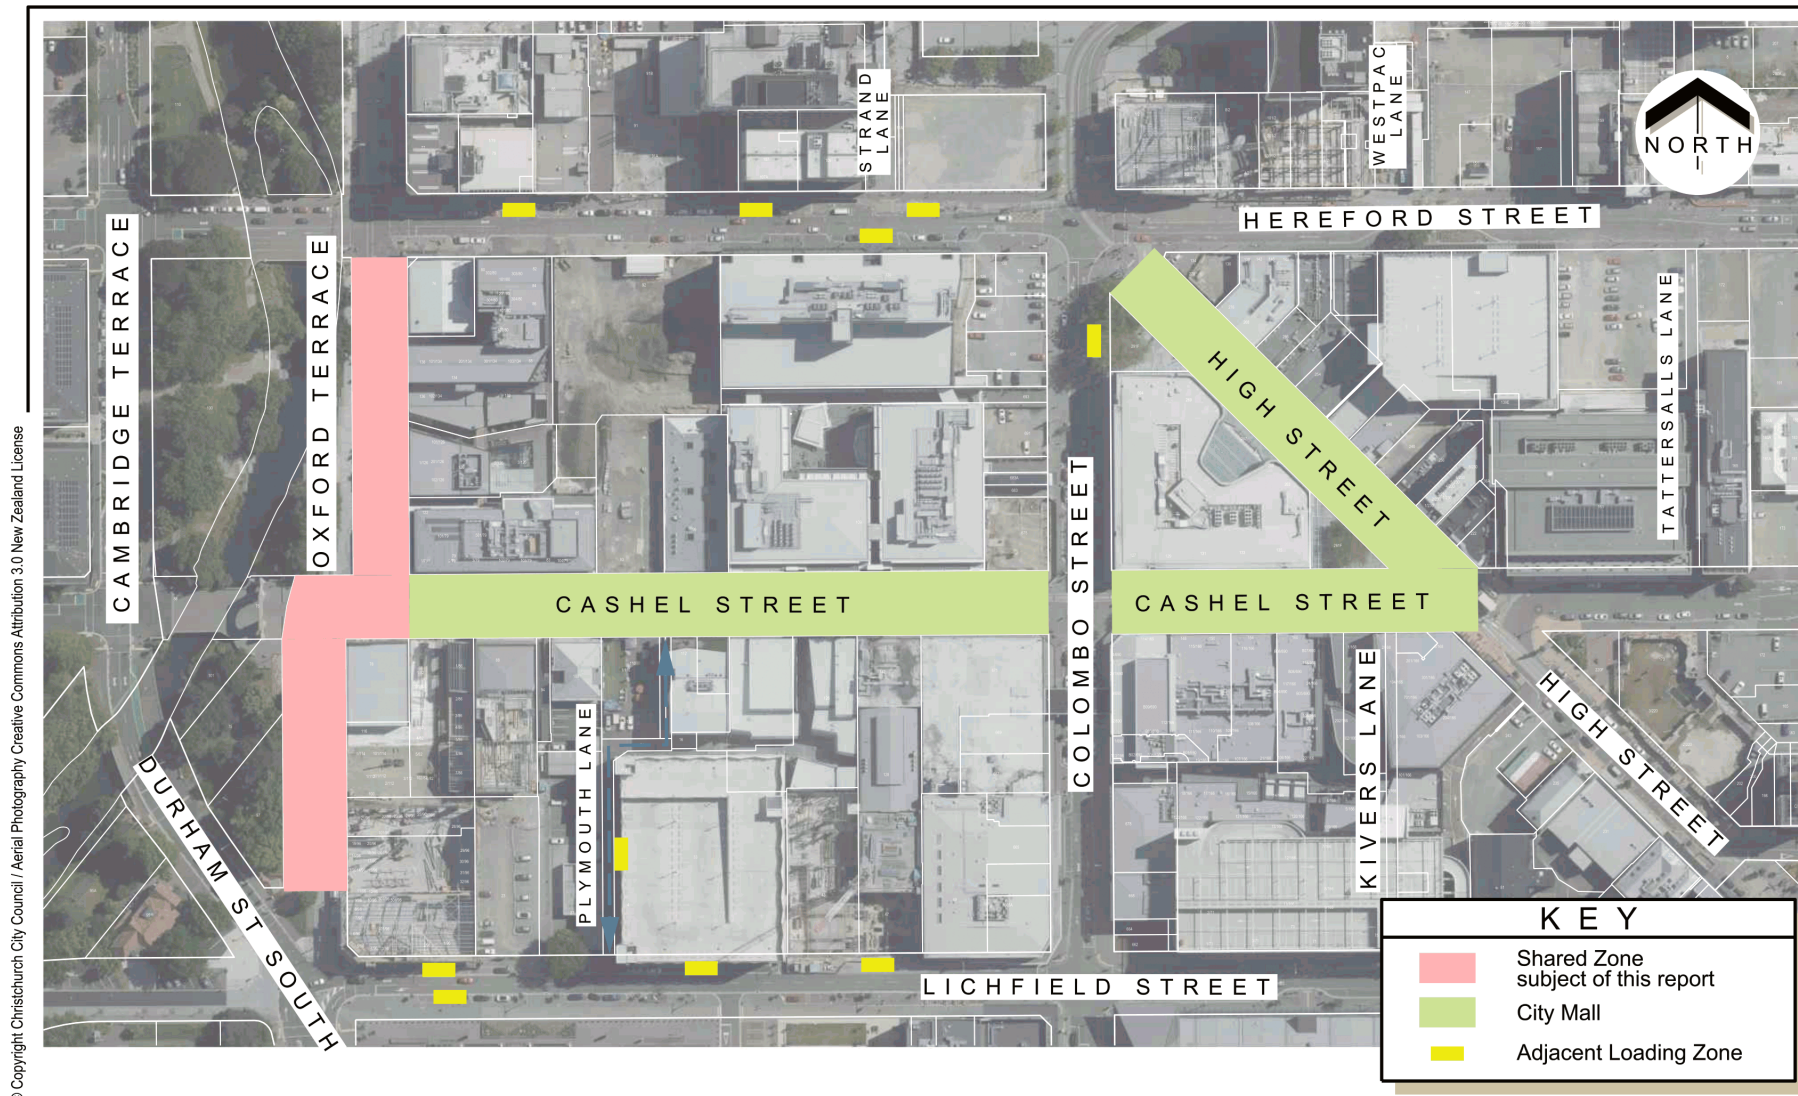 STRAND
LANE
WESTPAC
LANE
NORTH
HEREFORD STREET
CAMBRIDGE TERRACE
OXFORD TERRACE
HIGH STREET
TATTERSALLS LANE
COLOMBO STREET
CASHEL STREET
CASHEL STREET
PLYMOUTH LANE
KIVERS LANE
HIGH STREET
DURHAM ST SOUTH
LICHFIELD STREET
KEY
Shared Zone
subject of this report
City Mall
Adjacent Loading Zone
© Copyright Christchurch City Council / Aerial Photography Creative Commons Attribution 3.0 New Zealand License